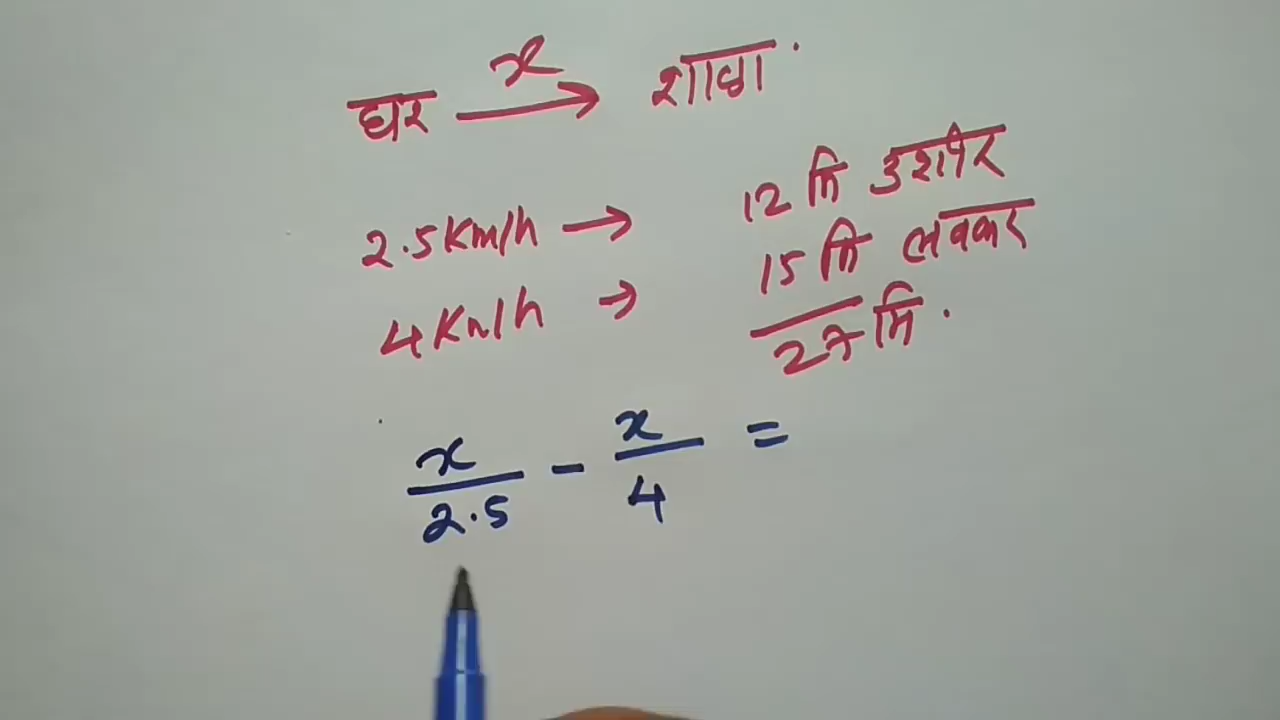 घर x → शाळा.
2.5 Km/h → 12 मि उशीर
4 Km/h → 15 मि लवकर
27 मि.
x/2.5 - x/4 =